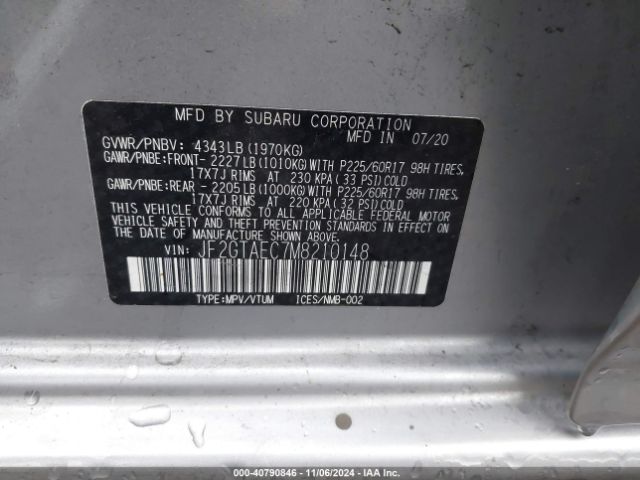 MFD BY SUBARU CORPORATION
MFD IN 07/20
GVWR/PNBV: 4343LB (1970KG)
GAWR/PNBE:FRONT- 2227LB (1010KG) WITH P225/60R17 98H TIRES,
17X7J RIMS AT 230 KPA (33 PSI) COLD
GAWR/PNBE:REAR - 2205LB (1000KG) WITH P225/60R17 98H TIRES,
17X7J RIMS AT 220 KPA (32 PSI) COLD
THIS VEHICLE CONFORMS TO ALL APPLICABLE FEDERAL MOTOR
VEHICLE SAFETY AND THEFT PREVENTION STANDARDS IN EFFECT ON
THE DATE OF MANUFACTURE SHOWN ABOVE.
VIN: JF2GTAEC7M8210148
TYPE:MPV/VTUM ICES/NMB-002
000-40790846 - 11/06/2024 - IAA